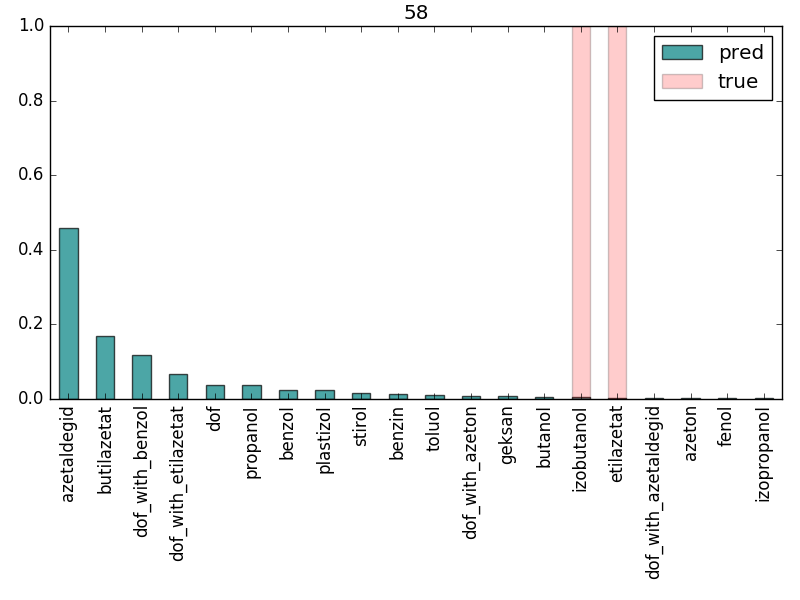 58
1.0
0.8
0.6
0.4
0.2
0.0
pred
true
azetaldegid
butilazetat
dof_with_benzol
dof_with_etilazetat
dof
propanol
benzol
plastizol
stirol
benzin
toluol
dof_with_azeton
geksan
butanol
izobutanol
etilazetat
dof_with_azetaldegid
azeton
fenol
izopropanol